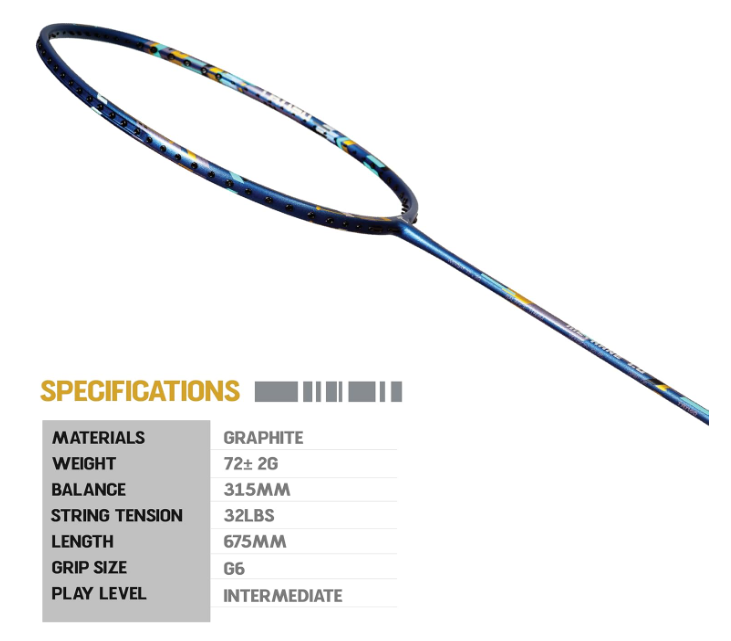 SPECIFICATIONS
MATERIALS GRAPHITE
WEIGHT 72± 2G
BALANCE 315MM
STRING TENSION 32LBS
LENGTH 675MM
GRIP SIZE G6
PLAY LEVEL INTERMEDIATE